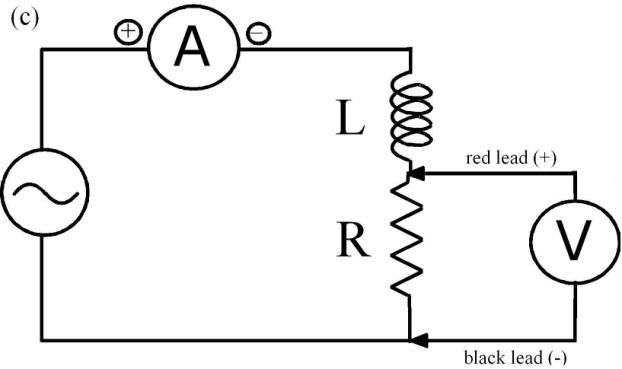 (c)
+ A −
L
red lead (+)
R
V
black lead (-)